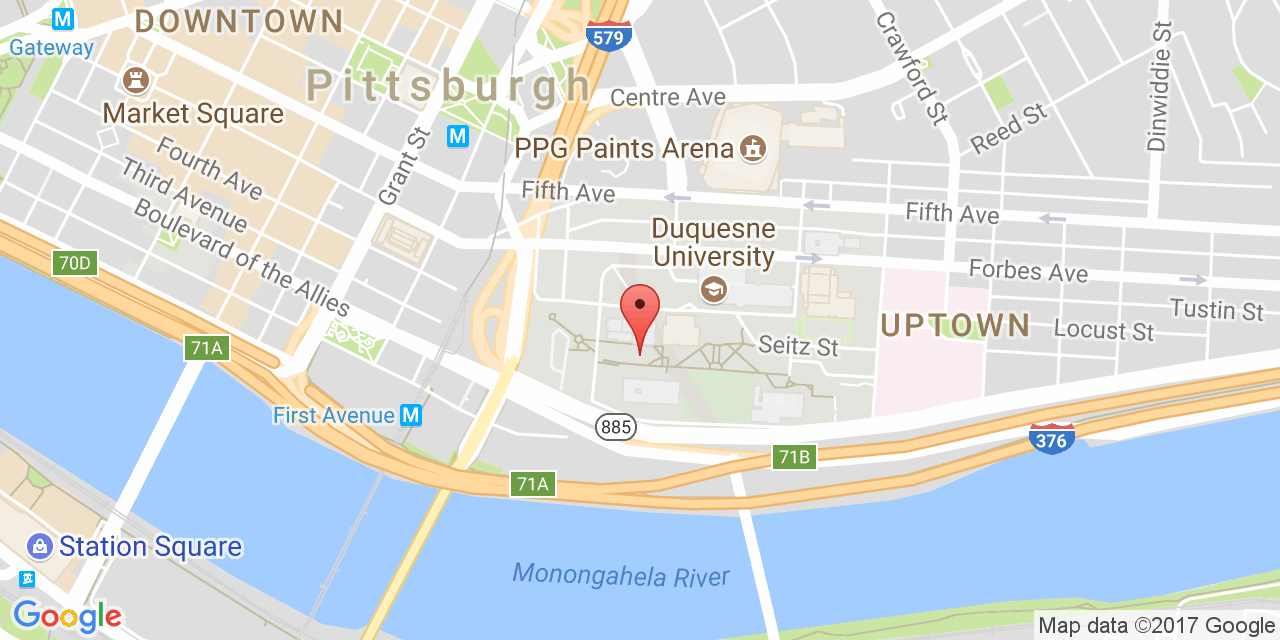 DOWNTOWN
Gateway
579
Pittsburgh
Market Square
Centre Ave
Crawford St
Reed St
Dinwiddie St
Fourth Ave
Third Avenue
Boulevard of the Allies
Grant St
PPG Paints Arena
Fifth Ave
Fifth Ave
Duquesne
University
70D
Forbes Ave
Tustin St
UPTOWN
Locust St
Seitz St
71A
First Avenue
885
71B
376
71A
Station Square
Monongahela River
Google
Map data ©2017 Google
M
M
M